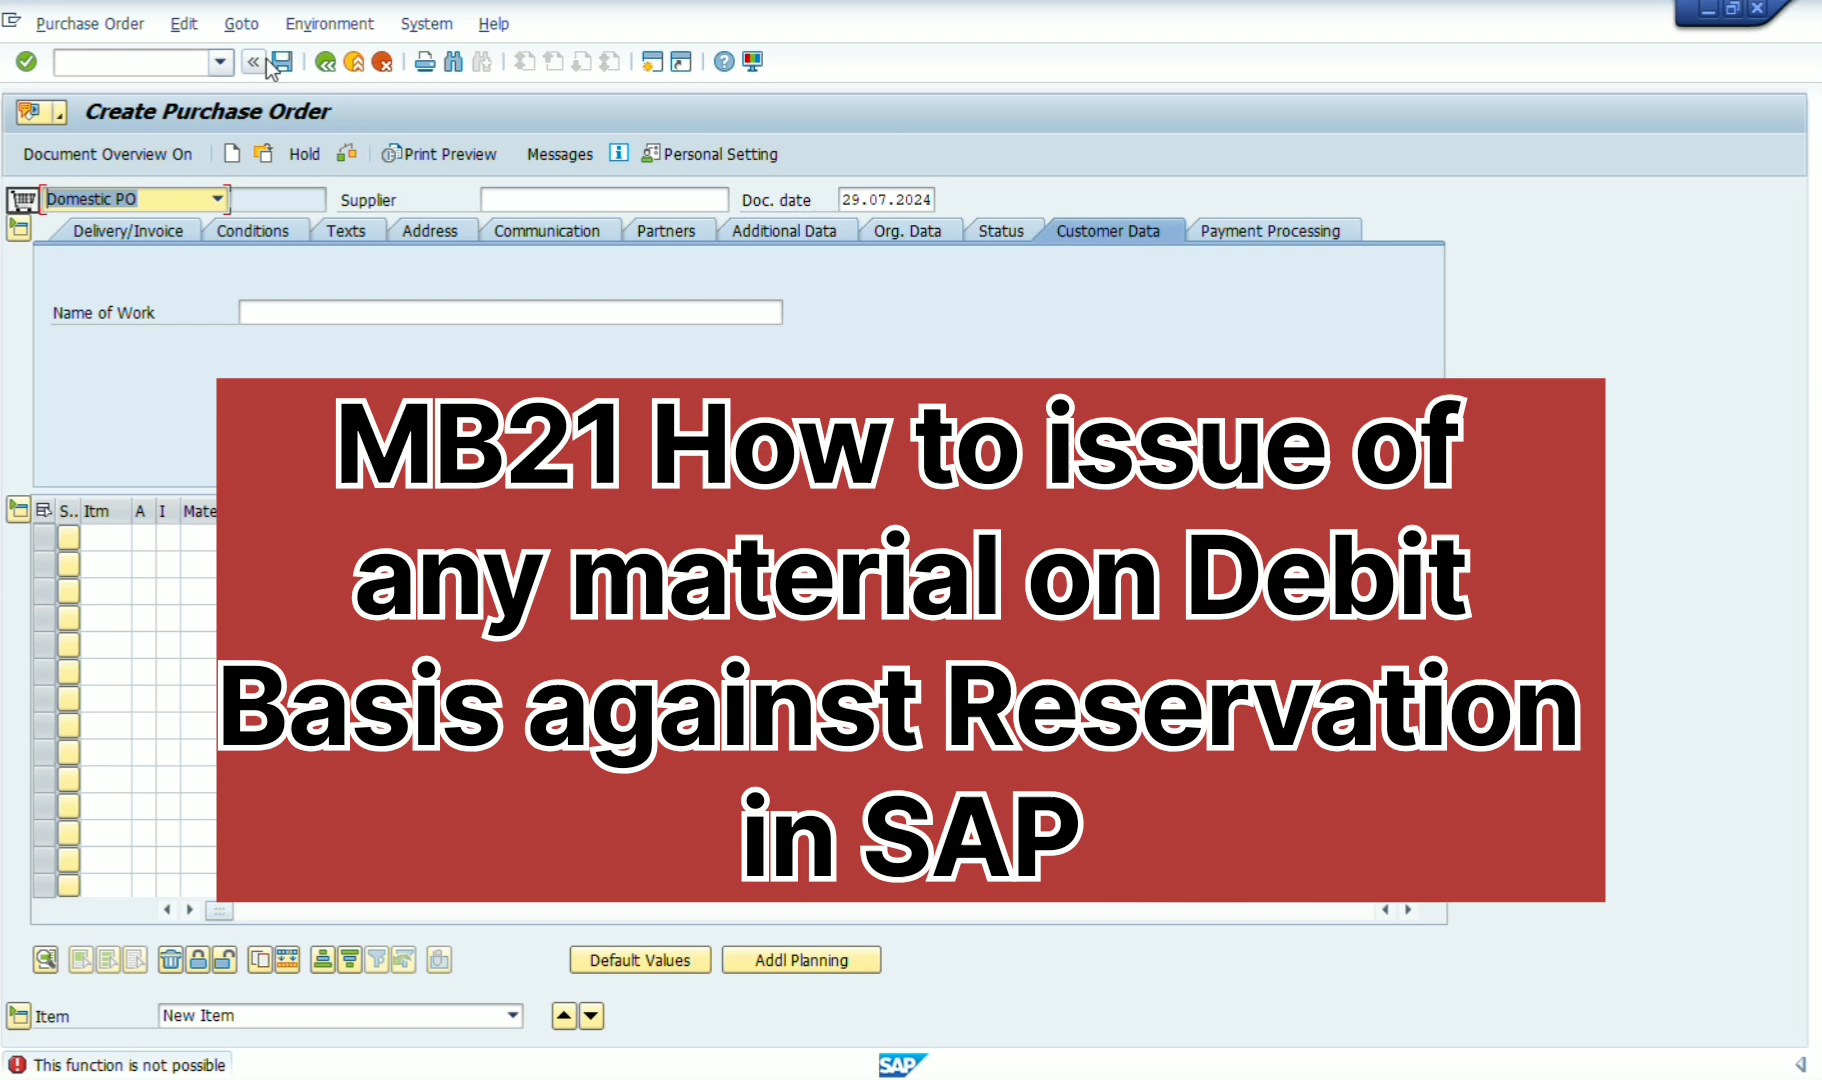 Purchase Order Edit Goto Environment System Help
Create Purchase Order
Document Overview On Hold Print Preview Messages Personal Setting
Domestic PO Supplier Doc. date 29.07.2024
Delivery/Invoice Conditions Texts Address Communication Partners Additional Data Org. Data Status Customer Data Payment Processing
Name of Work
MB21 How to issue of
any material on Debit
Basis against Reservation
in SAP
S.. Itm A I Mate
Default Values Addl Planning
Item New Item
This function is not possible SAP